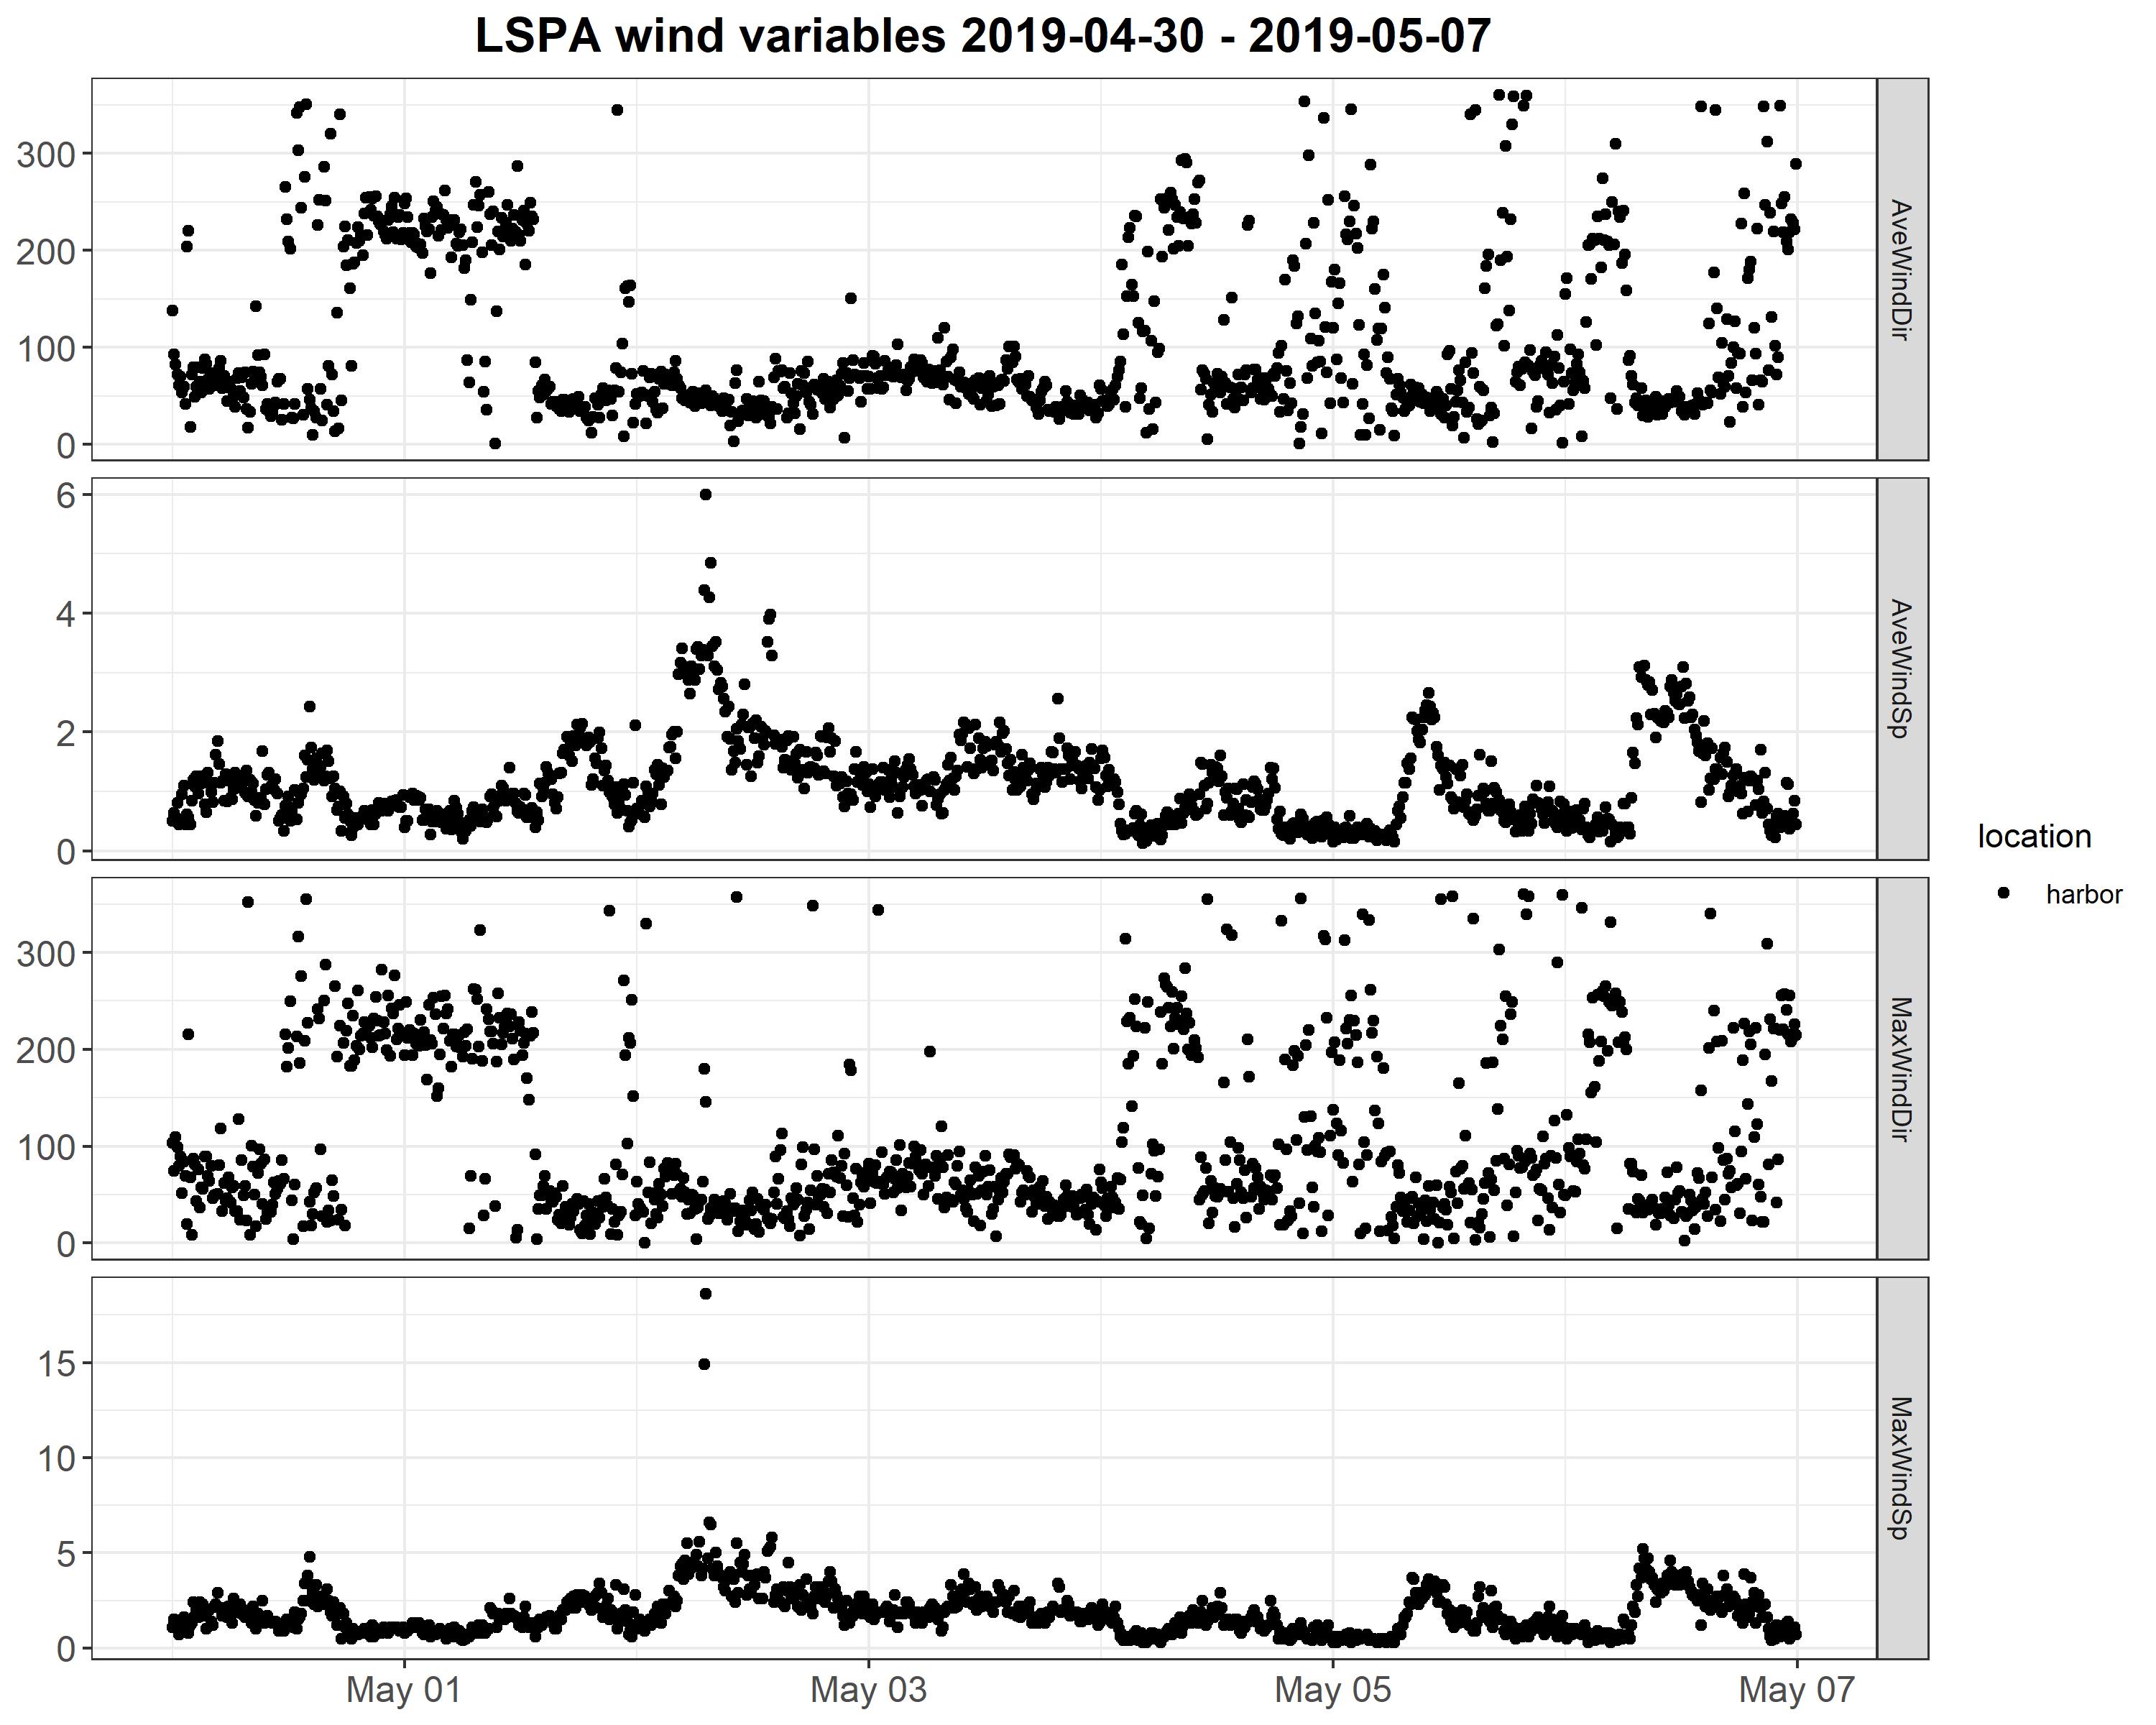 LSPA wind variables 2019-04-30 - 2019-05-07
300
200
100
0
AveWindDir
6
4
2
0
AveWindSp
300
200
100
0
MaxWindDir
15
10
5
0
MaxWindSp
May 01 May 03 May 05 May 07
location
harbor